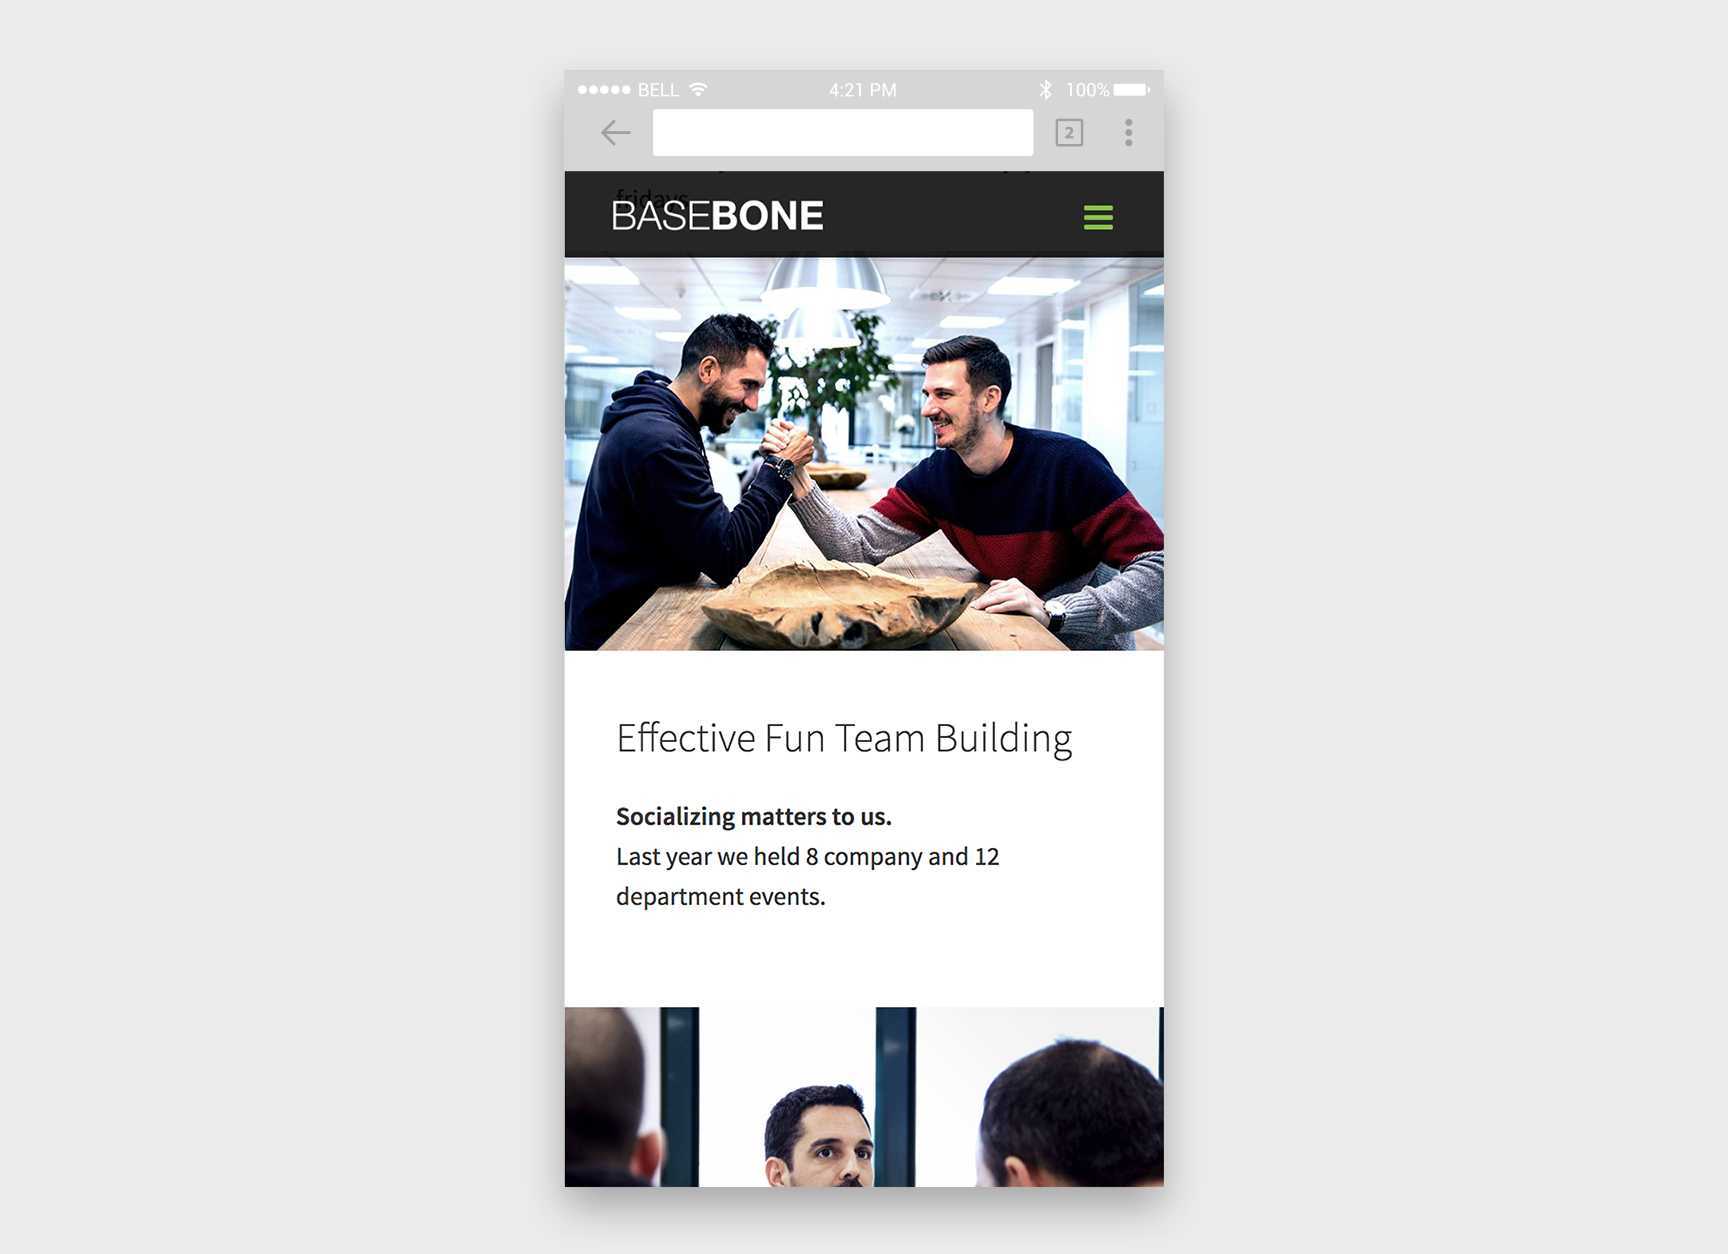 BELL 4:21 PM 100%
2
fridays
BASEBONE
Effective Fun Team Building
Socializing matters to us.
Last year we held 8 company and 12
department events.